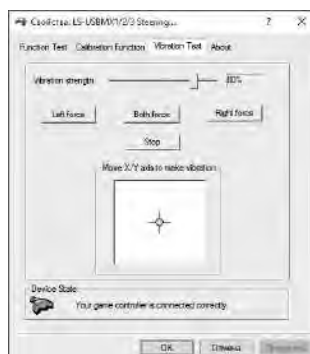 Свойства: LS-USBMX1/2/3 Steering...
Function Test Calibration Function Vibration Test About
Vibration strength 80%
Left Force Both force Right force
Stop
Move X/Y axis to make vibration
Device State
Your game controller is connected correctly.
OK Отмена